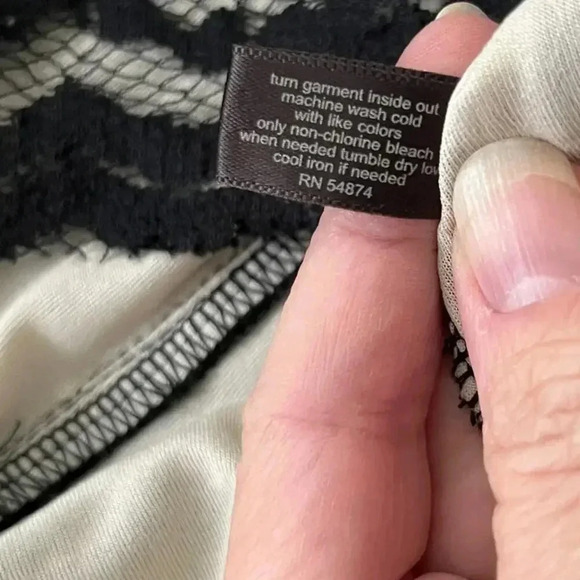 turn garment inside out
machine wash cold
with like colors
only non-chlorine bleach
when needed tumble dry low
cool iron if needed
RN 54874